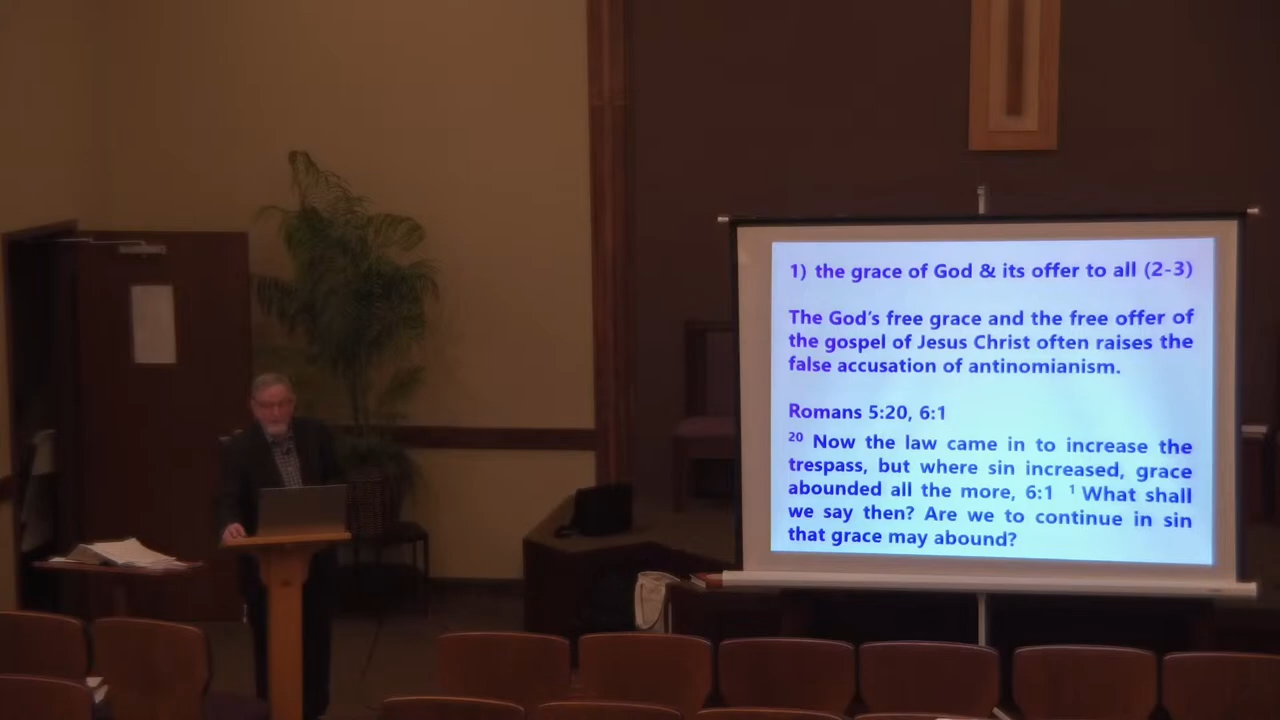 1) the grace of God & its offer to all (2-3)
The God's free grace and the free offer of
the gospel of Jesus Christ often raises the
false accusation of antinomianism.
Romans 5:20, 6:1
20 Now the law came in to increase the
trespass, but where sin increased, grace
abounded all the more, 6:1 1 What shall
we say then? Are we to continue in sin
that grace may abound?